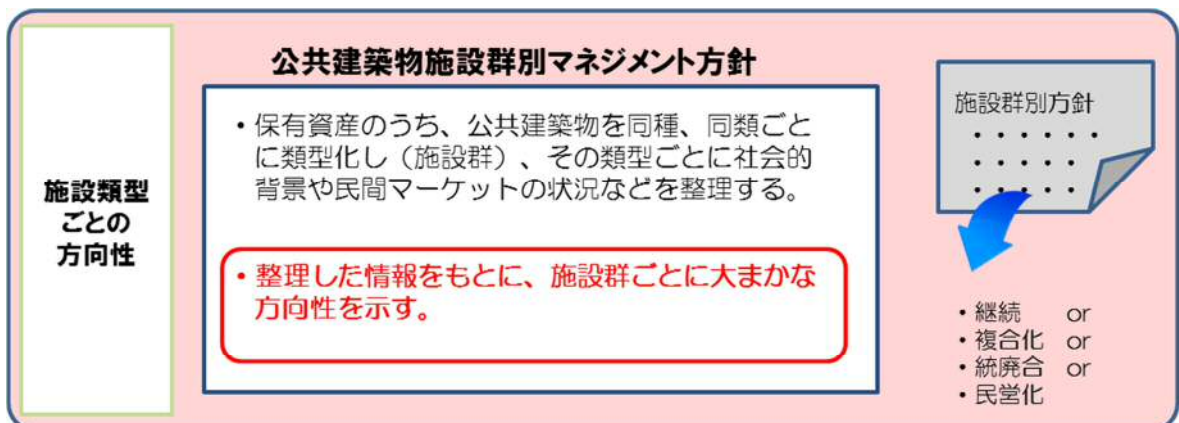 施設類型
ごとの
方向性
公共建築物施設群別マネジメント方針
・保有資産のうち、公共建築物を同種、同類ごと
に類型化し（施設群）、その類型ごとに社会的
背景や民間マーケットの状況などを整理する。
・整理した情報をもとに、施設群ごとに大まかな
方向性を示す。
施設群別方針
・・・・・・
・・・・・
・・・・・
・継続　or
・複合化　or
・統廃合　or
・民営化